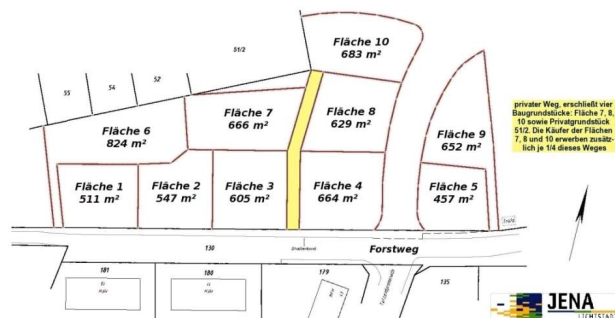 Fläche 10
683 m²
51/2
52
54
55
Fläche 7
666 m²
Fläche 8
629 m²
Fläche 6
824 m²
Fläche 9
652 m²
privater Weg, erschließt vier
Baugrundstücke: Fläche 7, 8,
10 sowie Privatgrundstück
51/2. Die Käufer der Flächen
7, 8 und 10 erwerben zusätz-
lich je 1/4 dieses Weges
Fläche 1
511 m²
Fläche 2
547 m²
Fläche 3
605 m²
Fläche 4
664 m²
Fläche 5
457 m²
130
Forstweg
181
180
179
135
JENA
LICHTSTADT